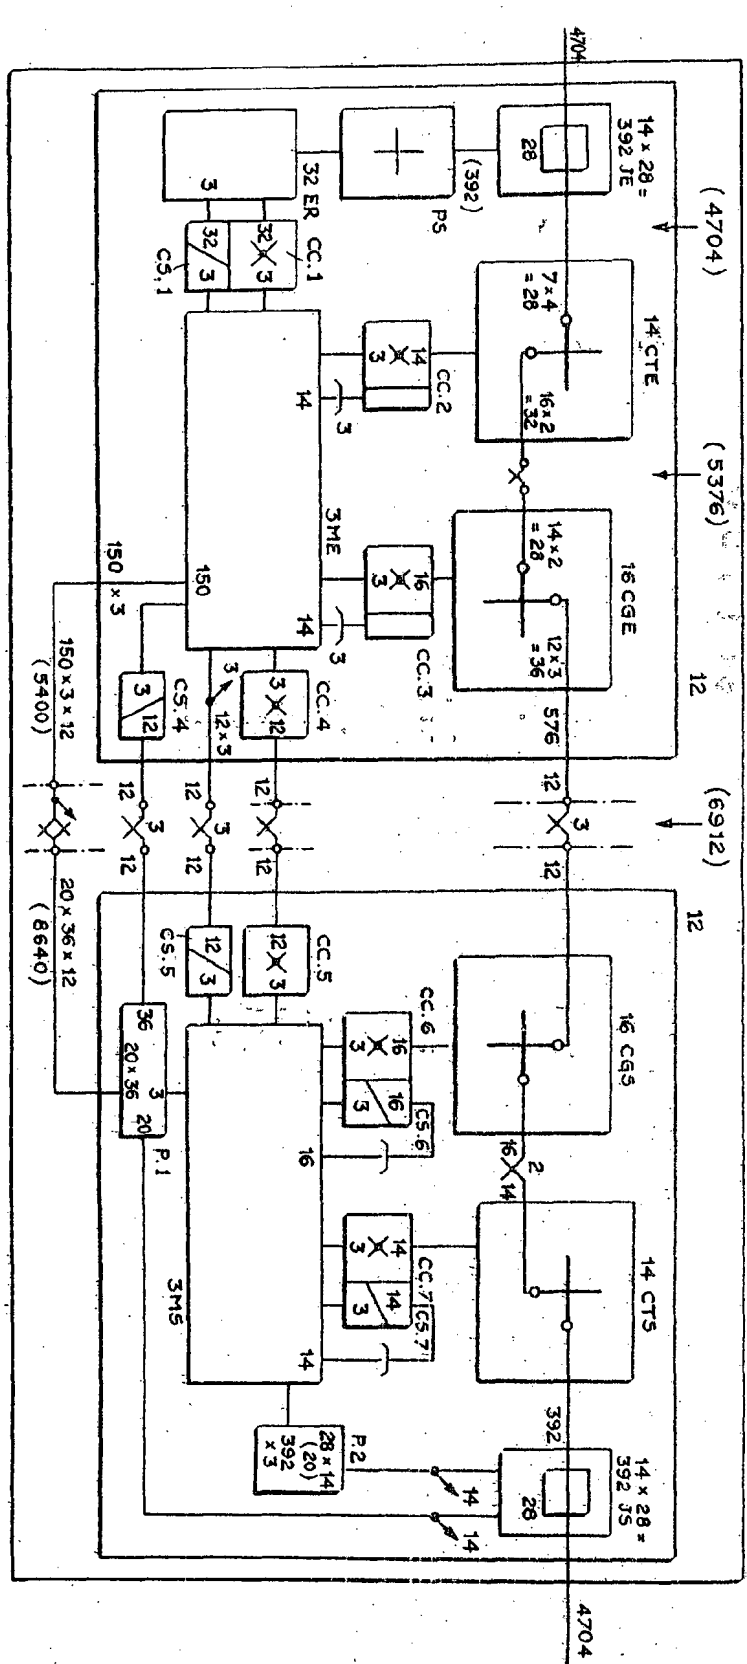 4704
14 x 28 =
392 JE
28
(392)
PS
32 ER
3
CC.1
32
3
32
3
CS.1
(4704)
14 CTE
7 x 4
= 28
16 x 2
= 32
CC.2
14
3
14
3
(5376)
16 CGE
14 x 2
= 28
12 x 3
= 36
3 ME
16
3
CC.3
14
3
150
150 x 3
12
576
CC.4
3
12
3
12 x 3
CS.4
3
12
150 x 3 x 12
(5400)
(6912)
12
3
12
12
12
12
3
12
12
3
12
20 x 36 x 12
(8640)
12
CC.5
12
3
CS.5
12
3
16 CGS
CC.6
16
3
16
3
CS.6
16
36
20 x 36
3
20
P.1
16
2
14
14 CTS
CC.7
14
3
14
3
CS.7
14
3 MS
P.2
28 x 14
(20)
392
x 3
392
14 x 28 =
392 JS
28
14
14
4704